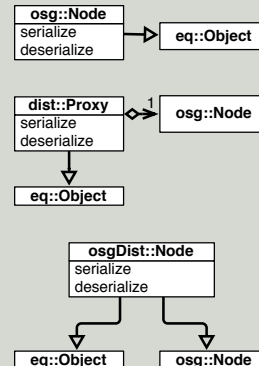 osg::Node
serialize
deserialize
eq::Object
dist::Proxy
serialize
deserialize
1
osg::Node
eq::Object
osgDist::Node
serialize
deserialize
eq::Object
osg::Node